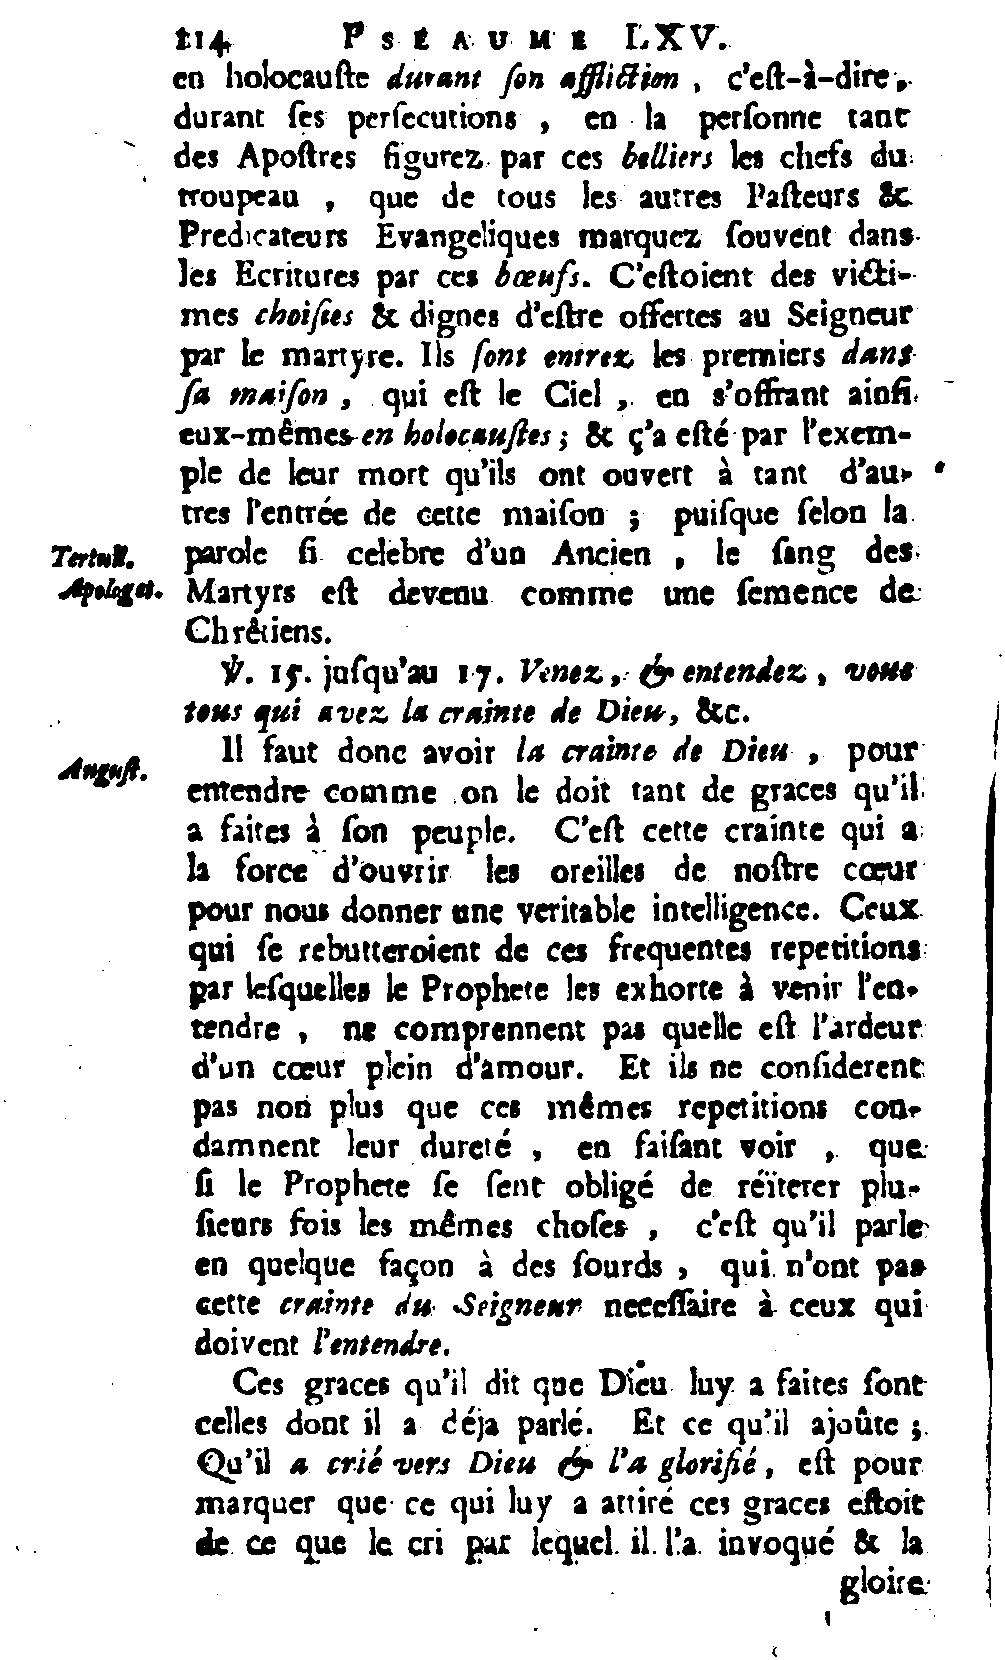 114 PSEAUME LXV.
en holocauſte durant ſon affliction, c'eſt-à-dire,
durant ſes perſecutions, en la perſonne tant
des Apoſtres figurez par ces belliers les chefs du
troupeau, que de tous les autres Paſteurs &
Predicateurs Evangeliques marquez ſouvent dans
les Ecritures par ces bœufs. C'eſtoient des victi-
mes choiſies & dignes d'eſtre offertes au Seigneur
par le martyre. Ils ſont entrez les premiers dans
ſa maiſon, qui eſt le Ciel, en s'offrant ainſi
eux-mêmes en holocauſtes; & ç'a eſté par l'exem-
ple de leur mort qu'ils ont ouvert à tant d'au-
tres l'entrée de cette maiſon; puiſque ſelon la
Tertull. parole ſi celebre d'un Ancien, le ſang des
Apologet. Martyrs eſt devenu comme une ſemence de
Chrêtiens.
℣. 15. juſqu'au 17. Venez, & entendez, vous
tous qui avez la crainte de Dieu, &c.
Il faut donc avoir la crainte de Dieu, pour
Auguſt. entendre comme on le doit tant de graces qu'il
a faites à ſon peuple. C'eſt cette crainte qui a
la force d'ouvrir les oreilles de noſtre cœur
pour nous donner une veritable intelligence. Ceux
qui ſe rebutteroient de ces frequentes repetitions
par leſquelles le Prophete les exhorte à venir l'en-
tendre, ne comprennent pas quelle eſt l'ardeur
d'un cœur plein d'amour. Et ils ne conſiderent
pas non plus que ces mêmes repetitions con-
damnent leur dureté, en faiſant voir, que
ſi le Prophete ſe ſent obligé de réïterer plu-
ſieurs fois les mêmes choſes, c'eſt qu'il parle
en quelque façon à des ſourds, qui n'ont pas
cette crainte du Seigneur neceſſaire à ceux qui
doivent l'entendre.
Ces graces qu'il dit que Dieu luy a faites ſont
celles dont il a déja parlé. Et ce qu'il ajoûte;
Qu'il a crié vers Dieu & l'a glorifié, eſt pour
marquer que ce qui luy a attiré ces graces eſtoit
de ce que le cri par lequel il l'a invoqué & la
gloire